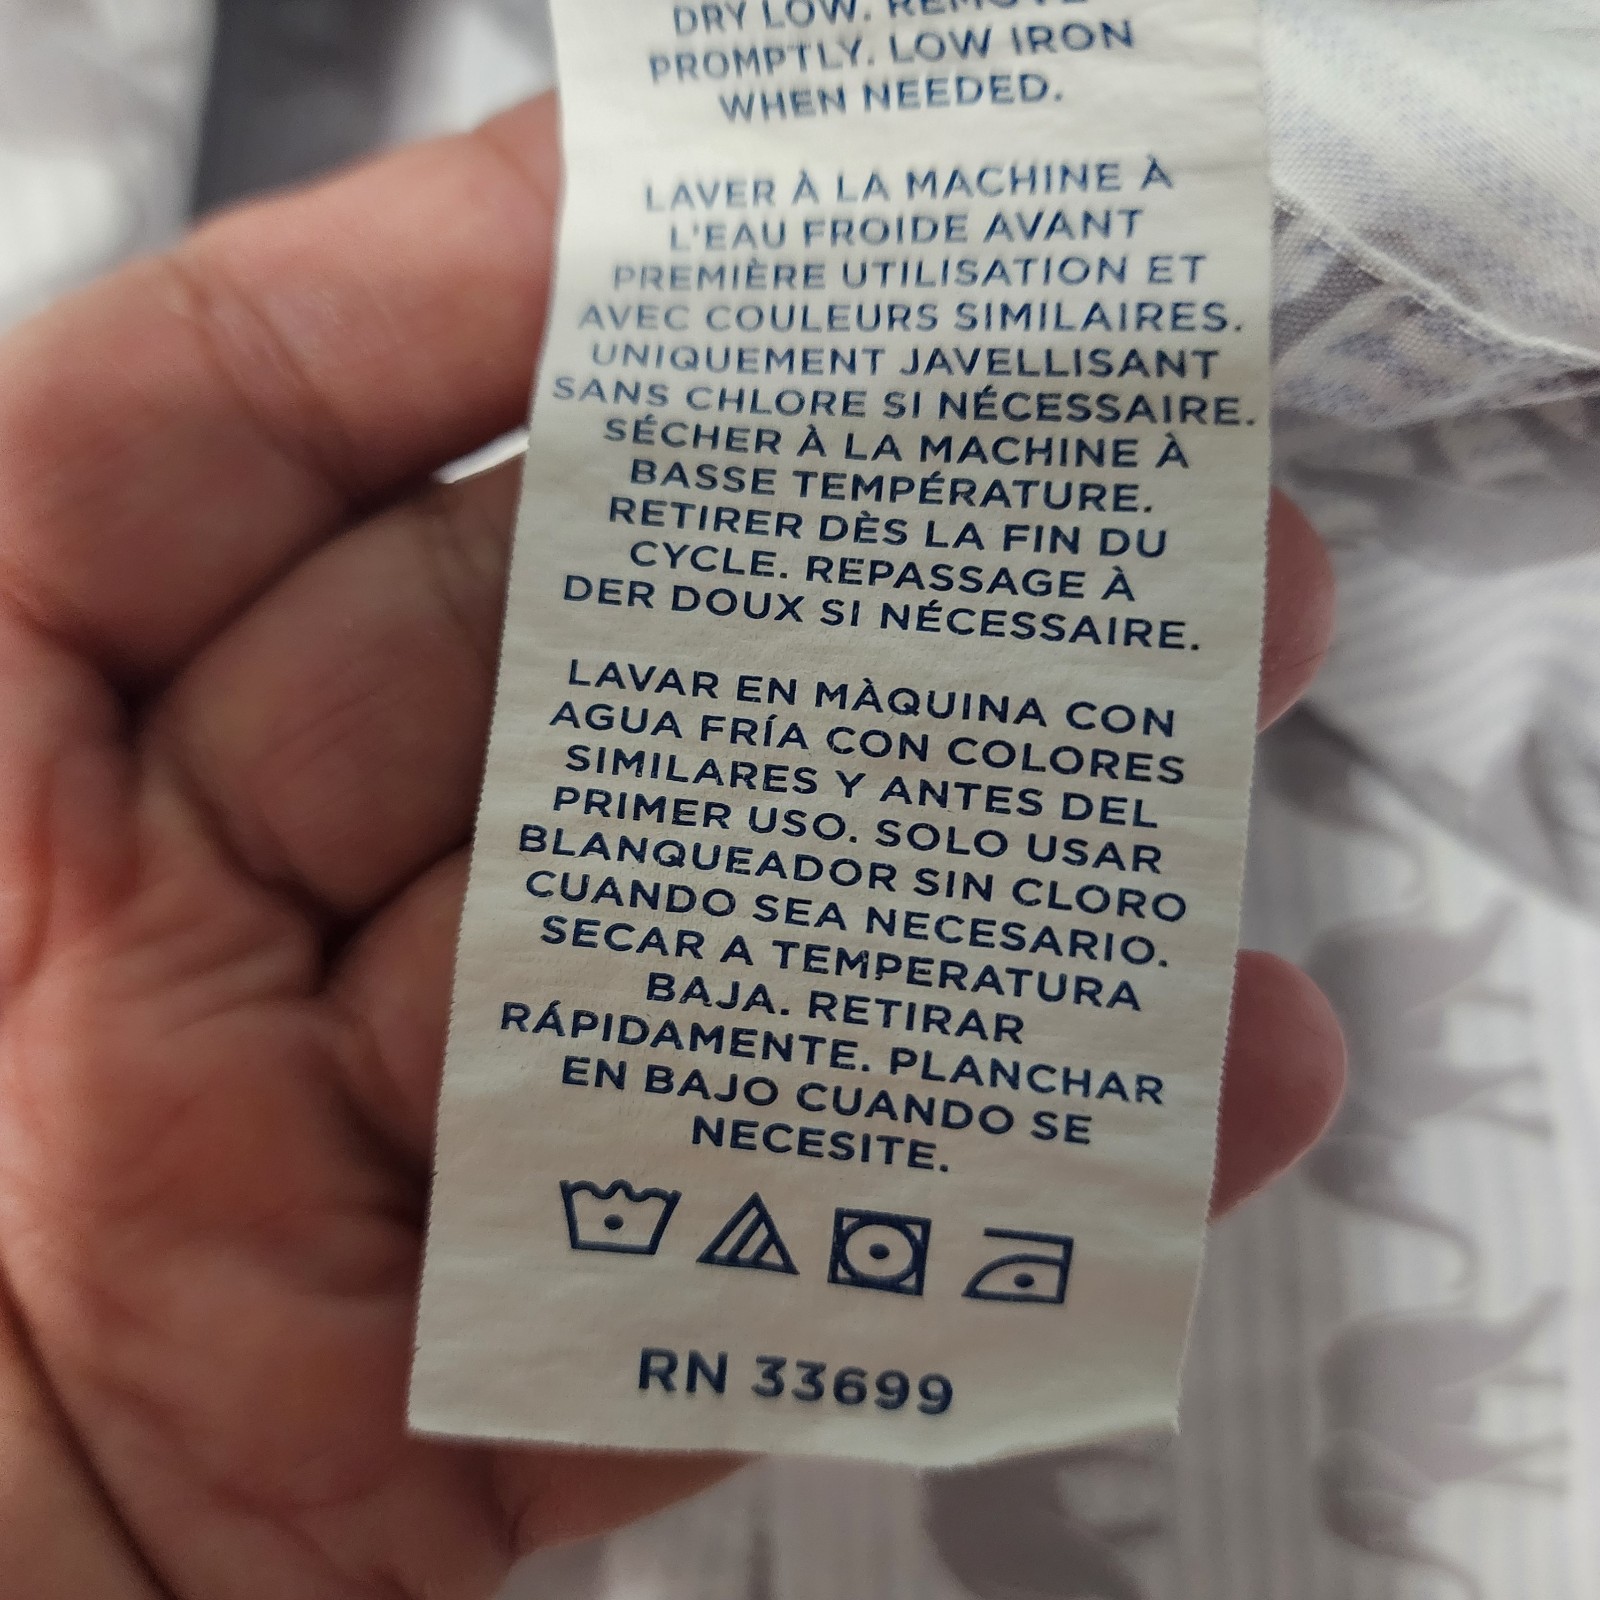 DRY LOW. REMOVE
PROMPTLY. LOW IRON
WHEN NEEDED.
LAVER À LA MACHINE À
L'EAU FROIDE AVANT
PREMIÈRE UTILISATION ET
AVEC COULEURS SIMILAIRES.
UNIQUEMENT JAVELLISANT
SANS CHLORE SI NÉCESSAIRE.
SÉCHER À LA MACHINE À
BASSE TEMPÉRATURE.
RETIRER DÈS LA FIN DU
CYCLE. REPASSAGE À
DER DOUX SI NÉCESSAIRE.
LAVAR EN MÀQUINA CON
AGUA FRÍA CON COLORES
SIMILARES Y ANTES DEL
PRIMER USO. SOLO USAR
BLANQUEADOR SIN CLORO
CUANDO SEA NECESARIO.
SECAR A TEMPERATURA
BAJA. RETIRAR
RÁPIDAMENTE. PLANCHAR
EN BAJO CUANDO SE
NECESITE.
RN 33699